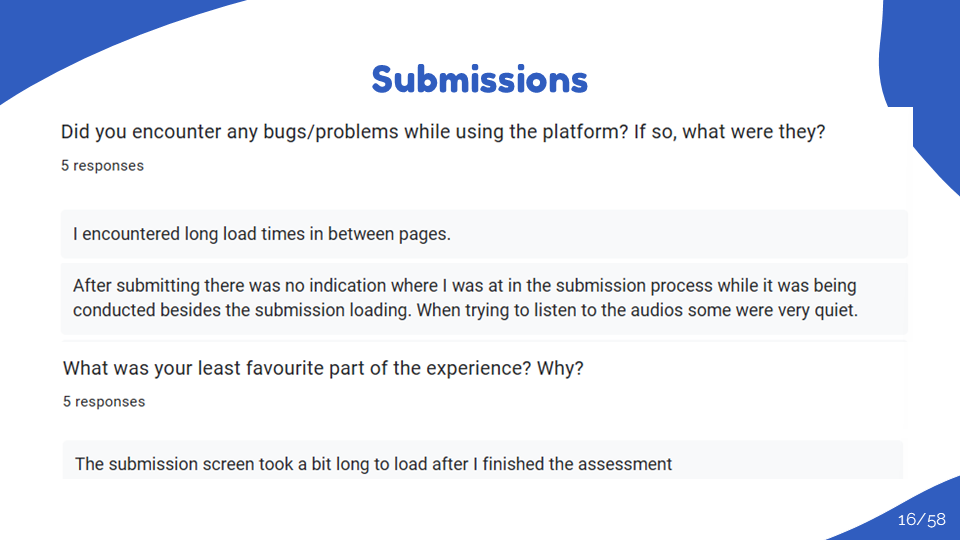 Submissions
Did you encounter any bugs/problems while using the platform? If so, what were they?
5 responses
I encountered long load times in between pages.
After submitting there was no indication where I was at in the submission process while it was being
conducted besides the submission loading. When trying to listen to the audios some were very quiet.
What was your least favourite part of the experience? Why?
5 responses
The submission screen took a bit long to load after I finished the assessment
16/58